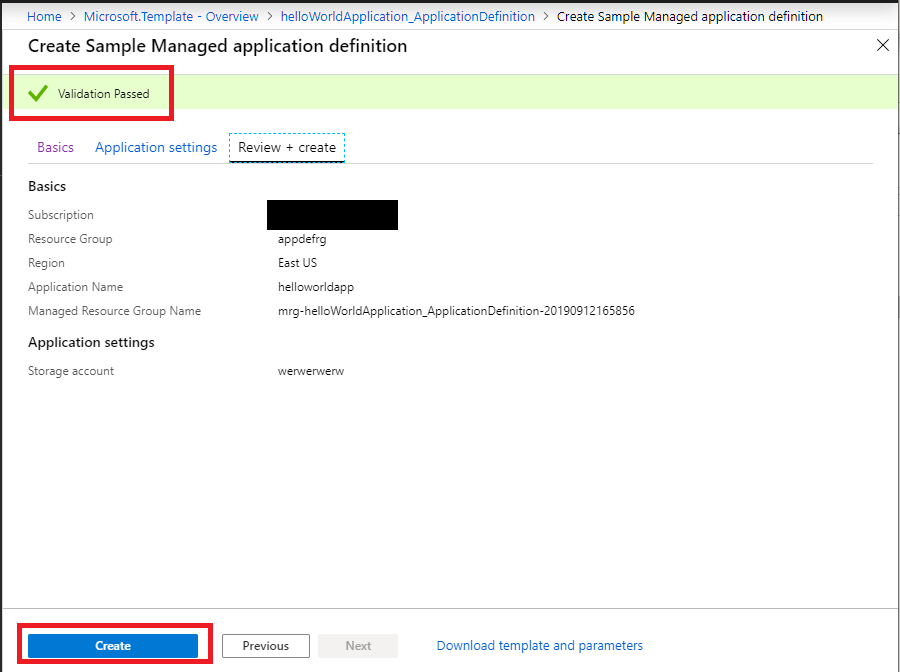 Home > Microsoft.Template - Overview > helloWorldApplication_ApplicationDefinition > Create Sample Managed application definition
Create Sample Managed application definition
Validation Passed
Basics Application settings Review + create
Basics
Subscription
Resource Group appdefrg
Region East US
Application Name helloworldapp
Managed Resource Group Name mrg-helloWorldApplication_ApplicationDefinition-20190912165856
Application settings
Storage account werwerwerw
Create Previous Next Download template and parameters